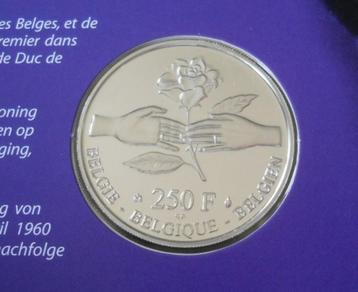 es Belges, et de
remier dans
de Duc de
oning
en op
ging,
g von
il 1960
nachfolge
250 F
BELGIE - BELGIQUE - BELGIEN